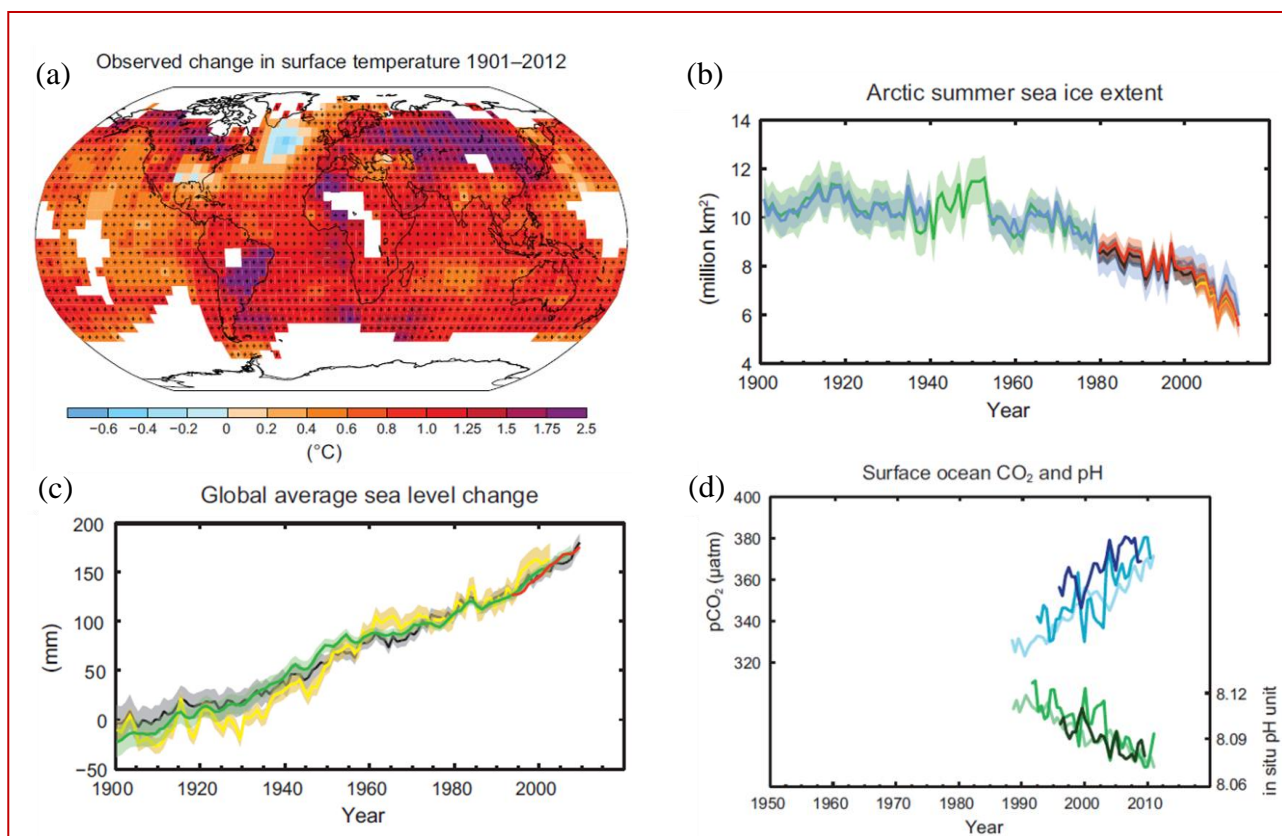 (a)
Observed change in surface temperature 1901–2012
−0.6 −0.4 −0.2 0 0.2 0.4 0.6 0.8 1.0 1.25 1.5 1.75 2.5
(°C)
(b)
Arctic summer sea ice extent
(million km²)
14
12
10
8
6
4
1900 1920 1940 1960 1980 2000
Year
(c)
Global average sea level change
(mm)
200
150
100
50
0
−50
1900 1920 1940 1960 1980 2000
Year
(d)
Surface ocean CO₂ and pH
pCO₂ (µatm)
400
380
360
340
320
8.12
8.09
8.06
in situ pH unit
1950 1960 1970 1980 1990 2000 2010
Year